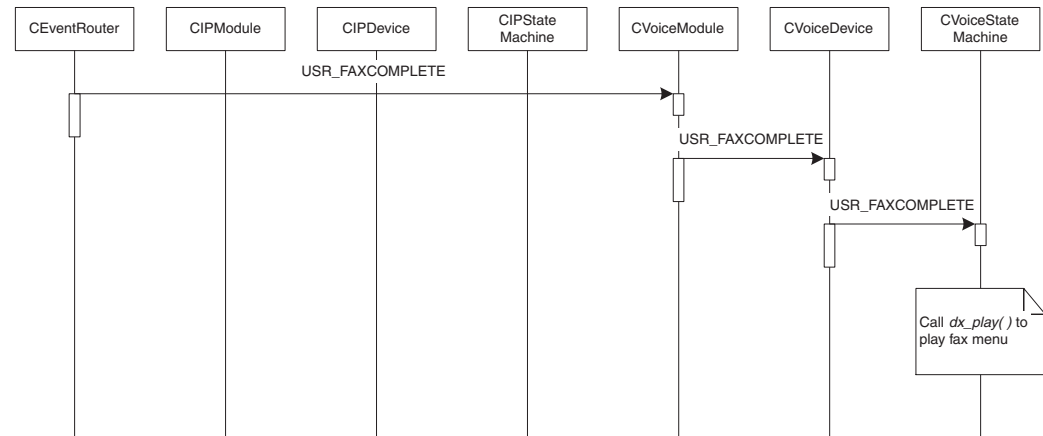 CEventRouter
CIPModule
CIPDevice
CIPState
Machine
CVoiceModule
CVoiceDevice
CVoiceState
Machine
USR_FAXCOMPLETE
USR_FAXCOMPLETE
USR_FAXCOMPLETE
Call dx_play( ) to
play fax menu